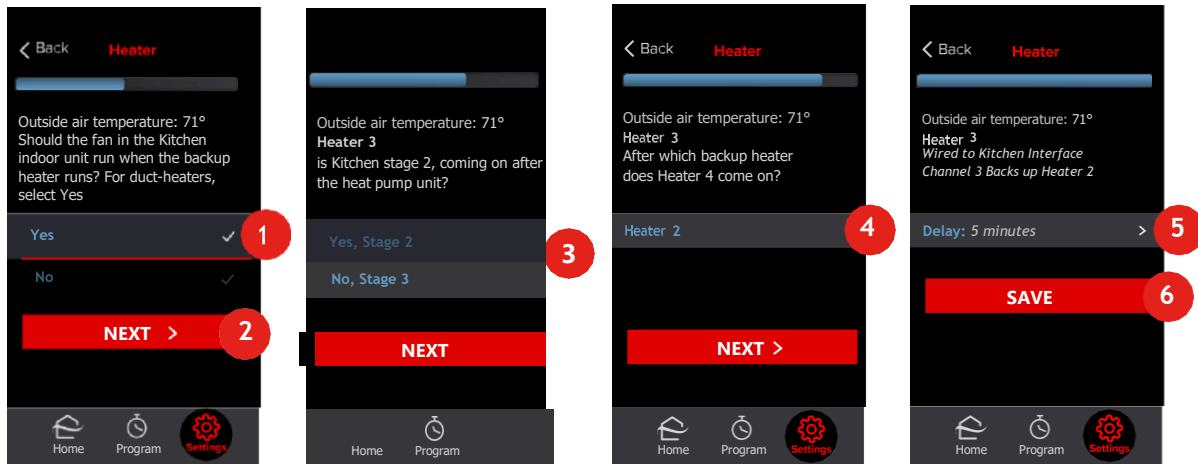 Back Heater
Outside air temperature: 71°
Should the fan in the Kitchen
indoor unit run when the backup
heater runs? For duct-heaters,
select Yes
Yes
1
No
NEXT >
2
Home Program Settings
Outside air temperature: 71°
Heater 3
is Kitchen stage 2, coming on after
the heat pump unit?
Yes, Stage 2
3
No, Stage 3
NEXT
Home Program
Back Heater
Outside air temperature: 71°
Heater 3
After which backup heater
does Heater 4 come on?
Heater 2
4
NEXT >
Home Program Settings
Back Heater
Outside air temperature: 71°
Heater 3
Wired to Kitchen Interface
Channel 3 Backs up Heater 2
Delay: 5 minutes >
5
SAVE
6
Home Program Settings